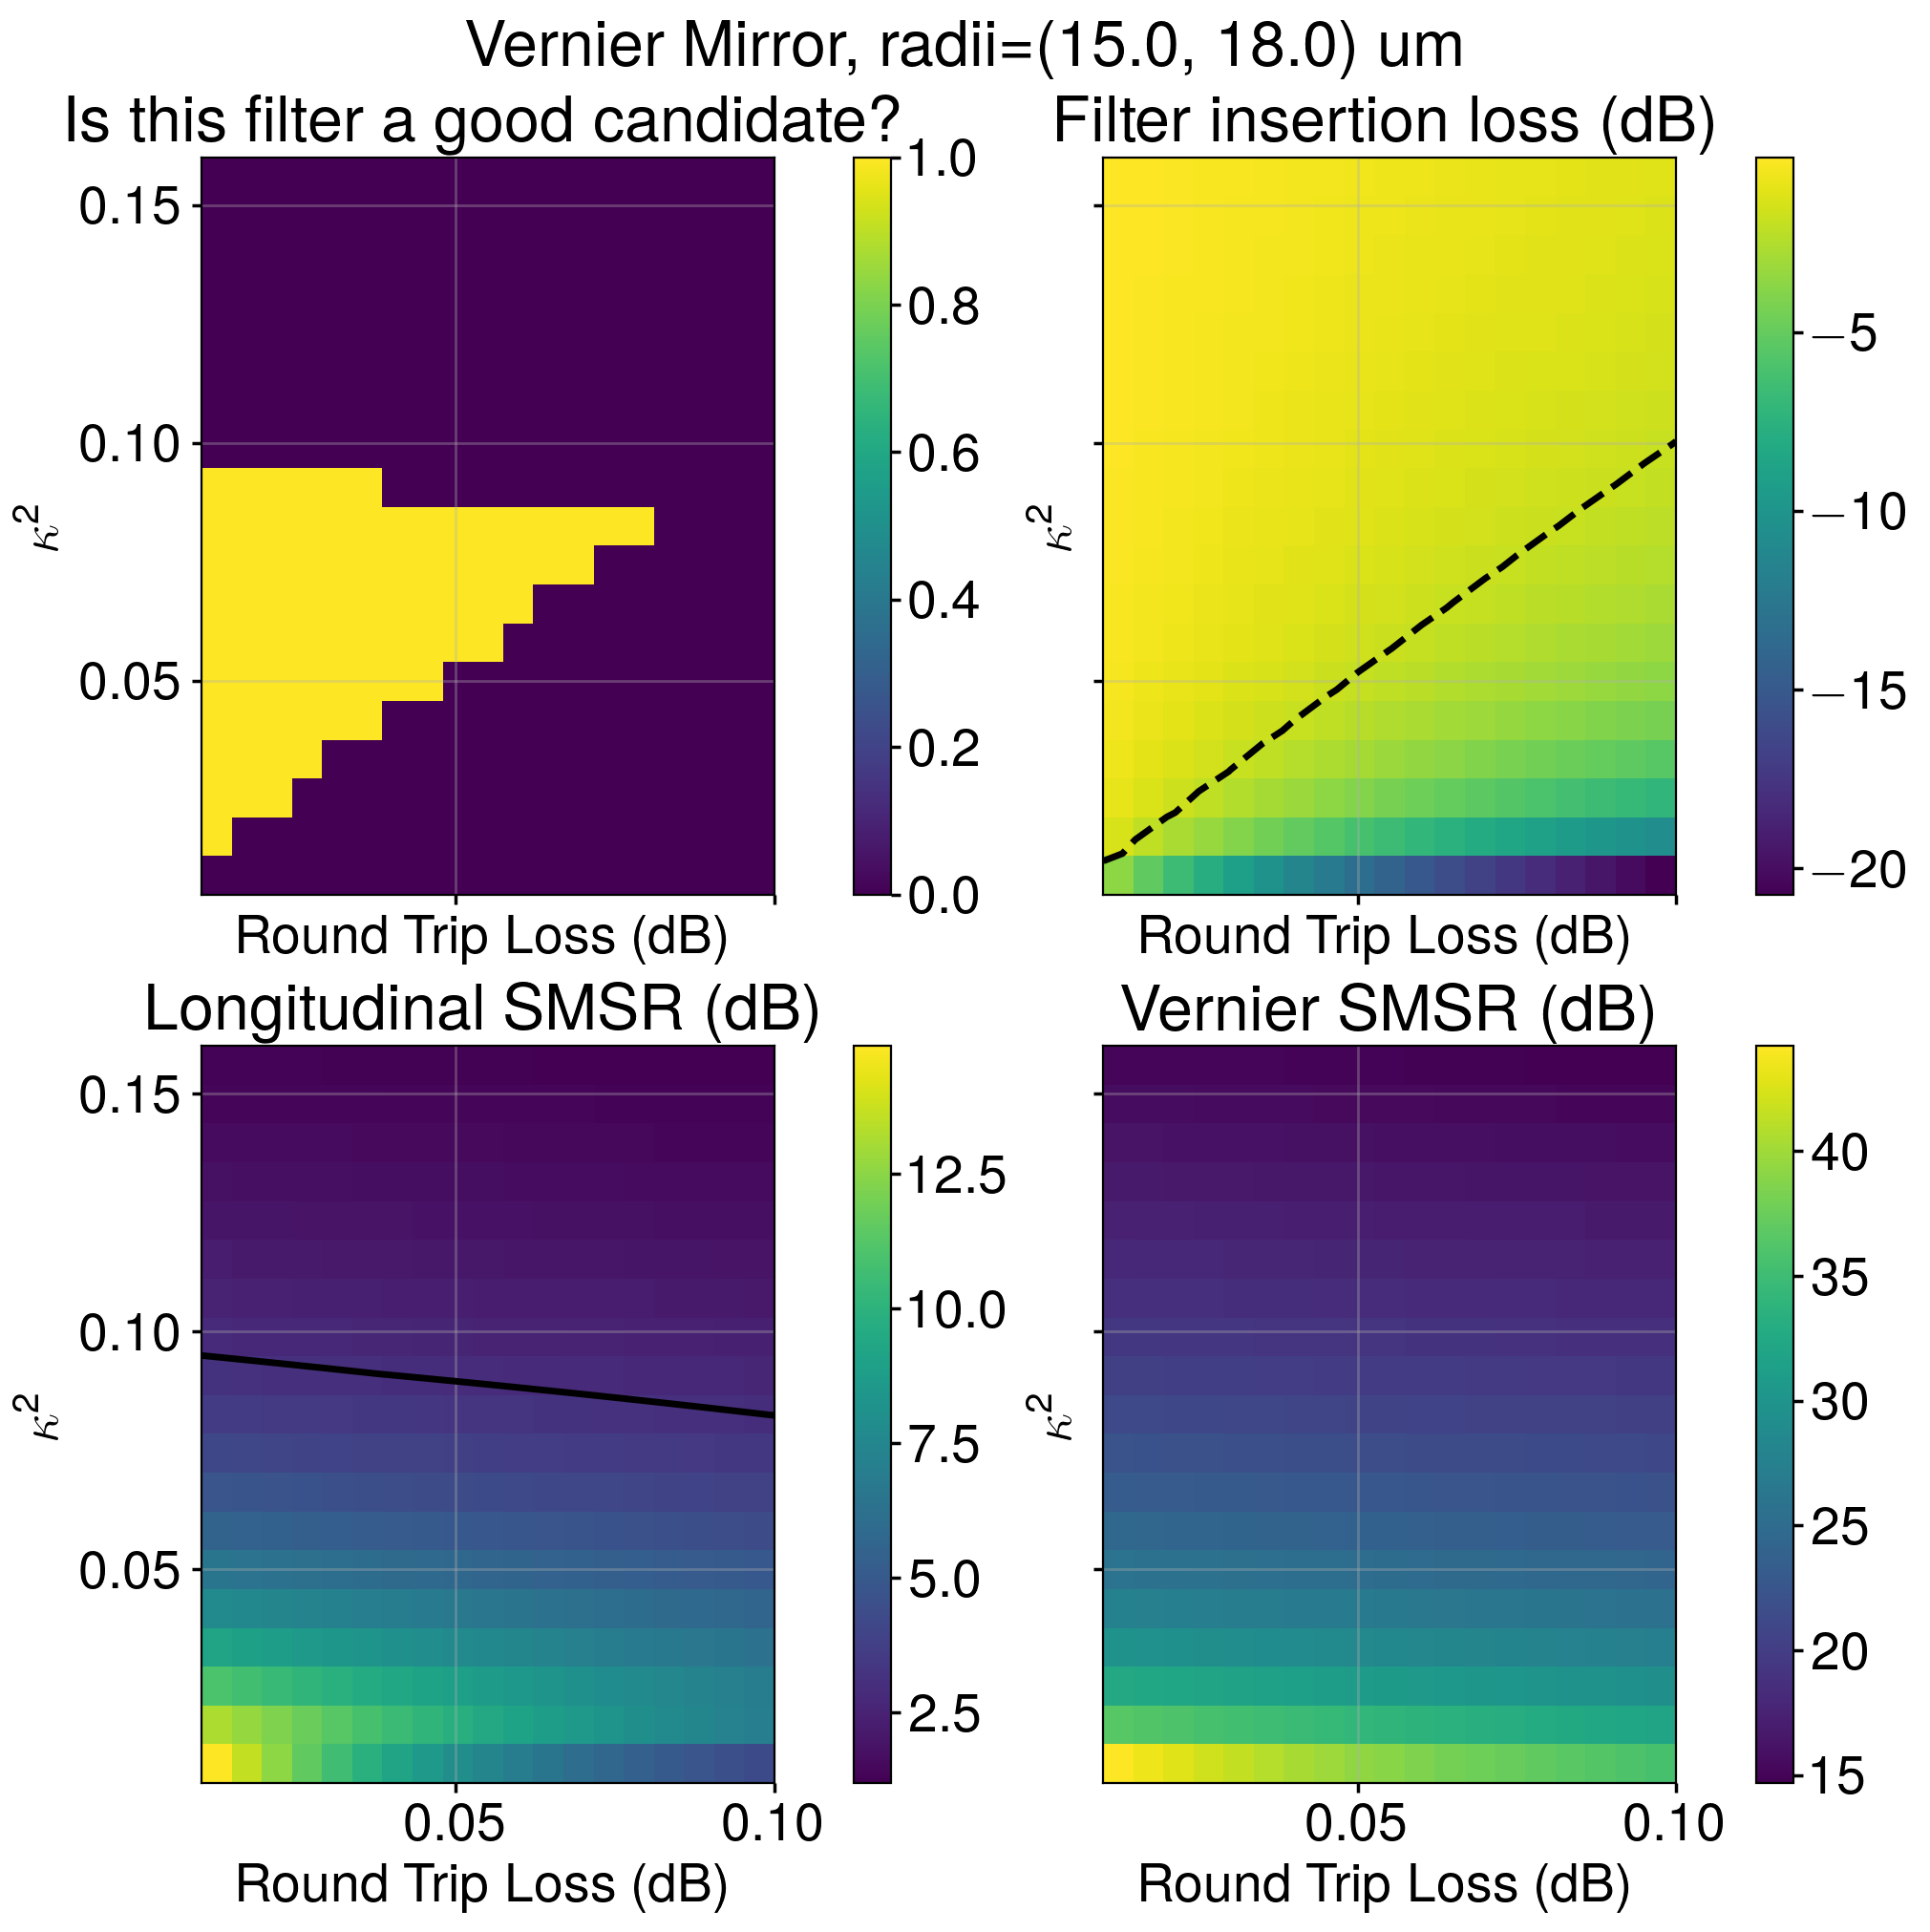 Vernier Mirror, radii=(15.0, 18.0) um
Is this filter a good candidate?
0.15
0.10
0.05
κ²
Round Trip Loss (dB)
1.0
0.8
0.6
0.4
0.2
0.0
Filter insertion loss (dB)
κ²
Round Trip Loss (dB)
−5
−10
−15
−20
Longitudinal SMSR (dB)
0.15
0.10
0.05
κ²
0.05 0.10
Round Trip Loss (dB)
12.5
10.0
7.5
5.0
2.5
Vernier SMSR (dB)
κ²
0.05 0.10
Round Trip Loss (dB)
40
35
30
25
20
15